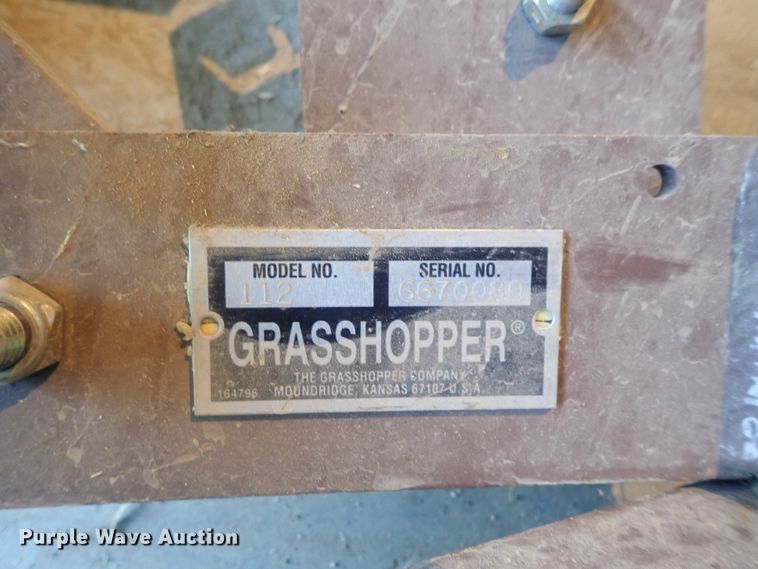 MODEL NO. SERIAL NO.
112 6670080
GRASSHOPPER®
THE GRASSHOPPER COMPANY
164796 MOUNDRIDGE, KANSAS 67107 U.S.A.
Purple Wave Auction